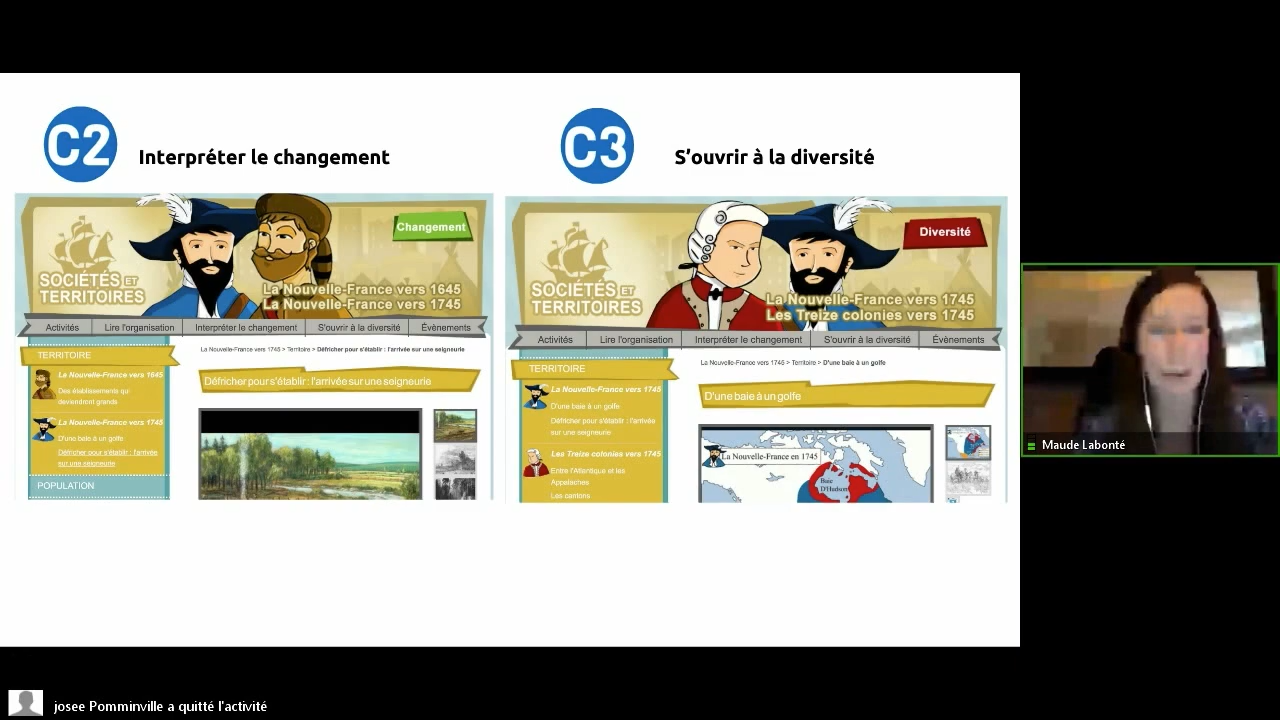 C2
Interpréter le changement
SOCIÉTÉS ET
TERRITOIRES
Changement
La Nouvelle-France vers 1645
La Nouvelle-France vers 1745
Activités
Lire l'organisation
Interpréter le changement
S'ouvrir à la diversité
Évènements
TERRITOIRE
La Nouvelle-France vers 1645
Des établissements qui
deviendront grands
La Nouvelle-France vers 1745
D'une baie à un golfe
Défricher pour s'établir : l'arrivée
sur une seigneurie
POPULATION
La Nouvelle-France vers 1745 > Territoire > Défricher pour s'établir : l'arrivée sur une seigneurie
Défricher pour s'établir : l'arrivée sur une seigneurie
C3
S'ouvrir à la diversité
SOCIÉTÉS ET
TERRITOIRES
Diversité
La Nouvelle-France vers 1745
Les Treize colonies vers 1745
Activités
Lire l'organisation
Interpréter le changement
S'ouvrir à la diversité
Évènements
TERRITOIRE
La Nouvelle-France vers 1745
D'une baie à un golfe
Défricher pour s'établir : l'arrivée
sur une seigneurie
Les Treize colonies vers 1745
Entre l'Atlantique et les
Appalaches
Les cantons
La Nouvelle-France vers 1745 > Territoire > D'une baie à un golfe
D'une baie à un golfe
La Nouvelle-France en 1745
Baie
D'Hudson
Maude Labonté
josee Pomminville a quitté l'activité